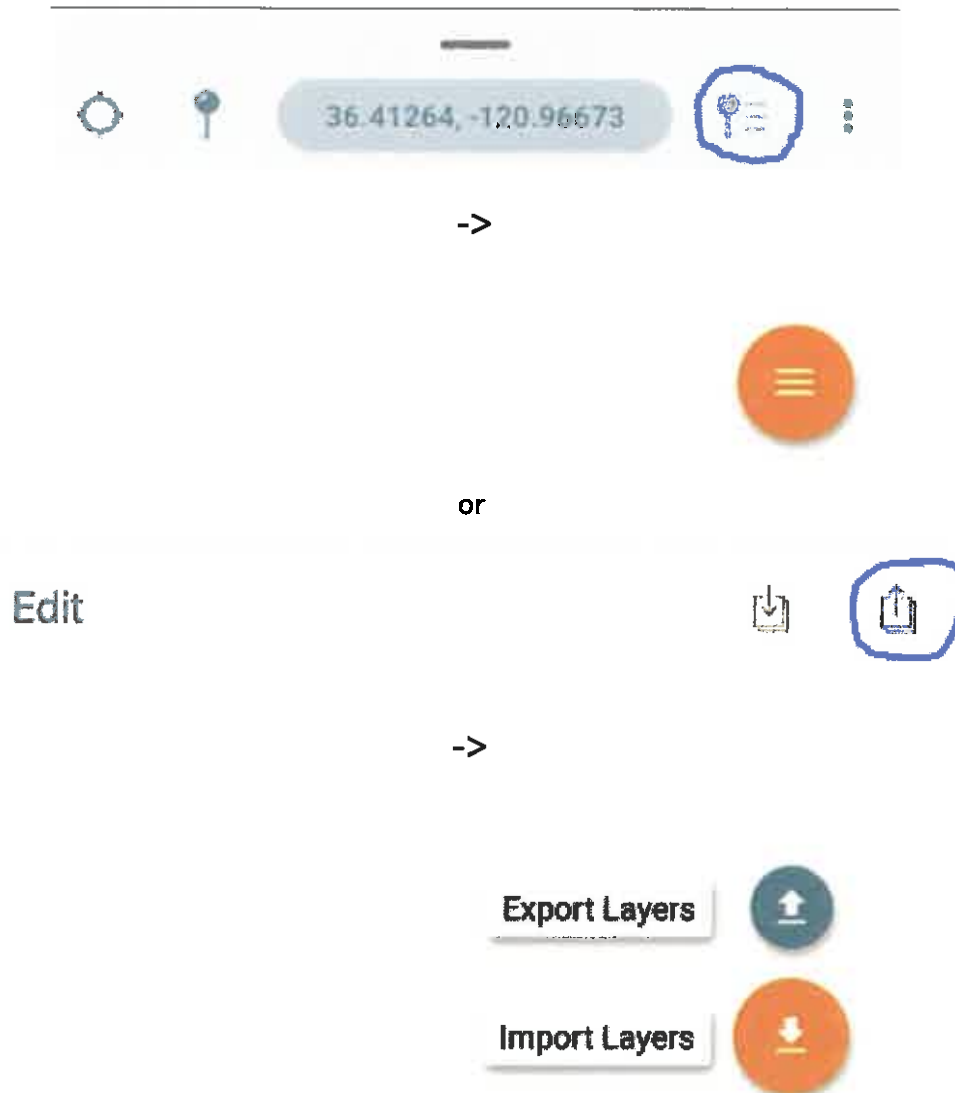 36.41264, -120.96673
->
or
Edit
->
Export Layers
Import Layers